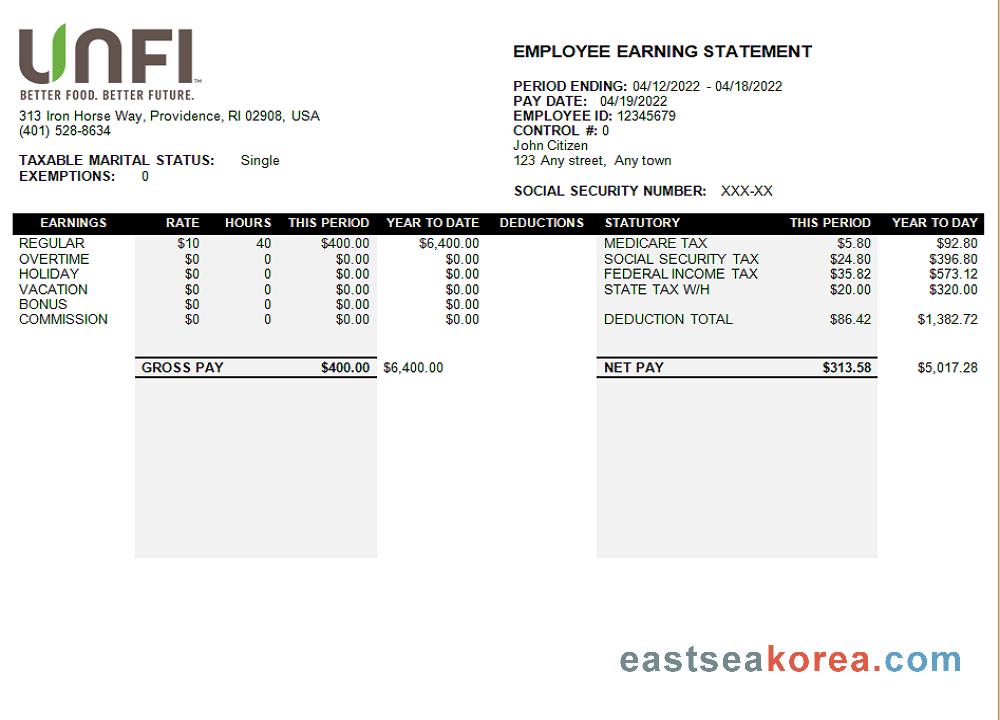 UNFI™
BETTER FOOD. BETTER FUTURE.
313 Iron Horse Way, Providence, RI 02908, USA
(401) 528-8634
TAXABLE MARITAL STATUS: Single
EXEMPTIONS: 0
EMPLOYEE EARNING STATEMENT
PERIOD ENDING: 04/12/2022 - 04/18/2022
PAY DATE: 04/19/2022
EMPLOYEE ID: 12345679
CONTROL #: 0
John Citizen
123 Any street, Any town
SOCIAL SECURITY NUMBER: XXX-XX
EARNINGS RATE HOURS THIS PERIOD YEAR TO DATE DEDUCTIONS STATUTORY THIS PERIOD YEAR TO DAY
REGULAR $10 40 $400.00 $6,400.00 MEDICARE TAX $5.80 $92.80
OVERTIME $0 0 $0.00 $0.00 SOCIAL SECURITY TAX $24.80 $396.80
HOLIDAY $0 0 $0.00 $0.00 FEDERAL INCOME TAX $35.82 $573.12
VACATION $0 0 $0.00 $0.00 STATE TAX W/H $20.00 $320.00
BONUS $0 0 $0.00 $0.00
COMMISSION $0 0 $0.00 $0.00 DEDUCTION TOTAL $86.42 $1,382.72
GROSS PAY $400.00 $6,400.00 NET PAY $313.58 $5,017.28
eastseakorea.com